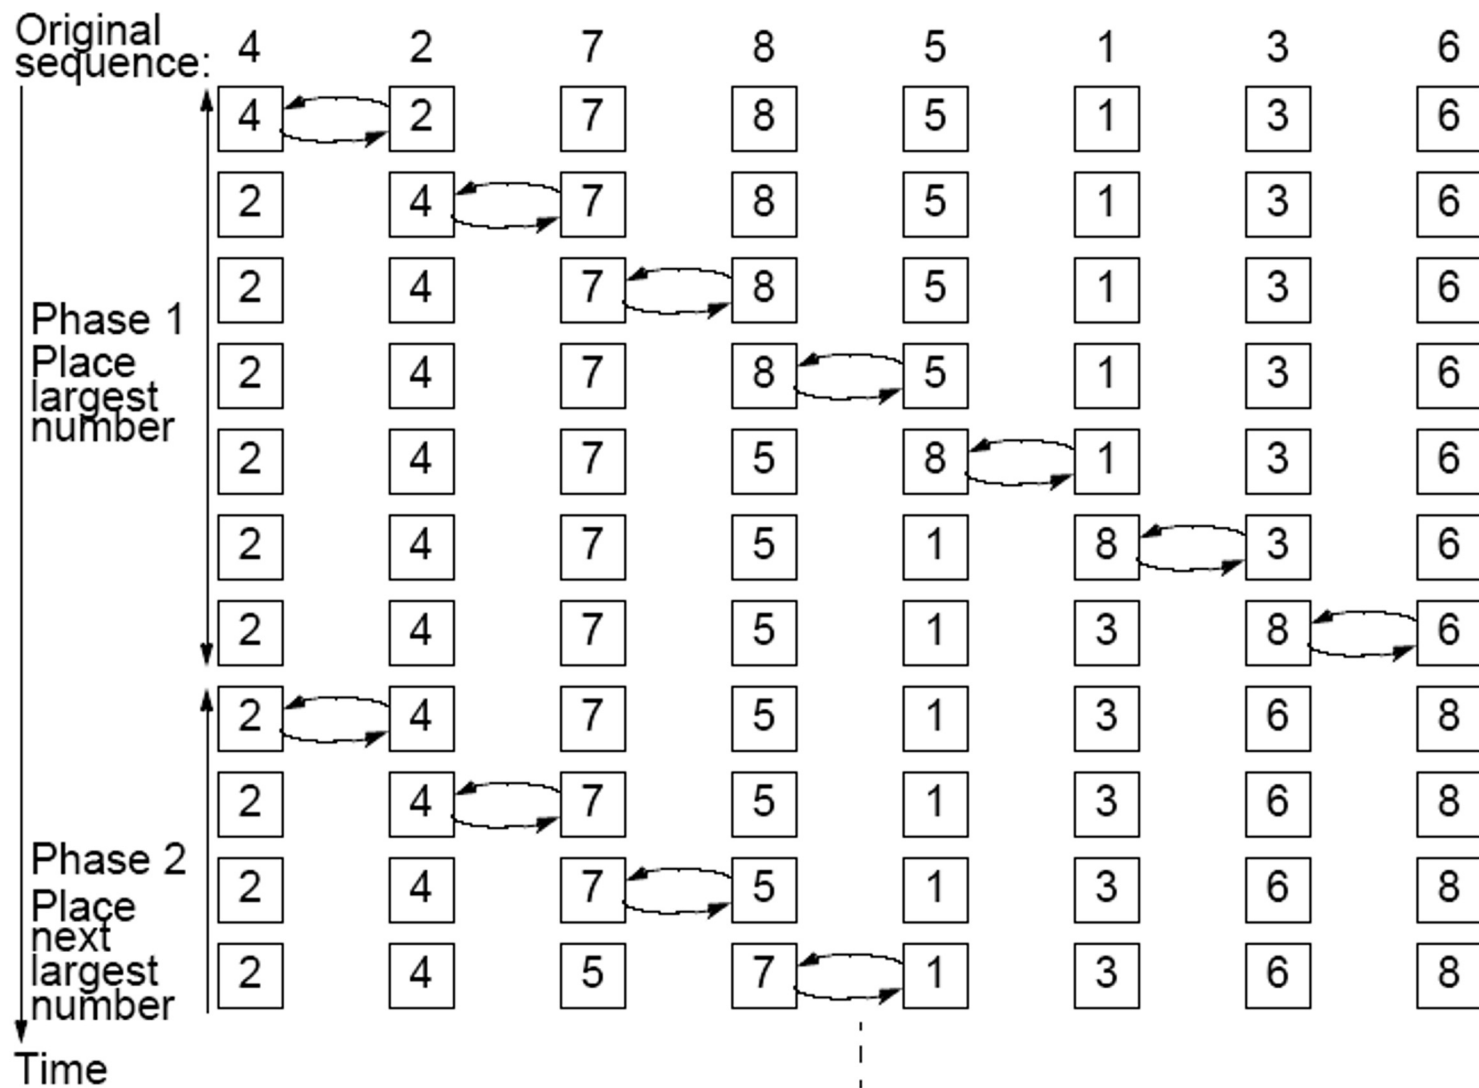 Original
sequence: 4 2 7 8 5 1 3 6
4 2 7 8 5 1 3 6
2 4 7 8 5 1 3 6
2 4 7 8 5 1 3 6
Phase 1
Place
largest
number
2 4 7 8 5 1 3 6
2 4 7 5 8 1 3 6
2 4 7 5 1 8 3 6
2 4 7 5 1 3 8 6
2 4 7 5 1 3 6 8
2 4 7 5 1 3 6 8
Phase 2
Place
next
largest
number
2 4 7 5 1 3 6 8
2 4 5 7 1 3 6 8
Time